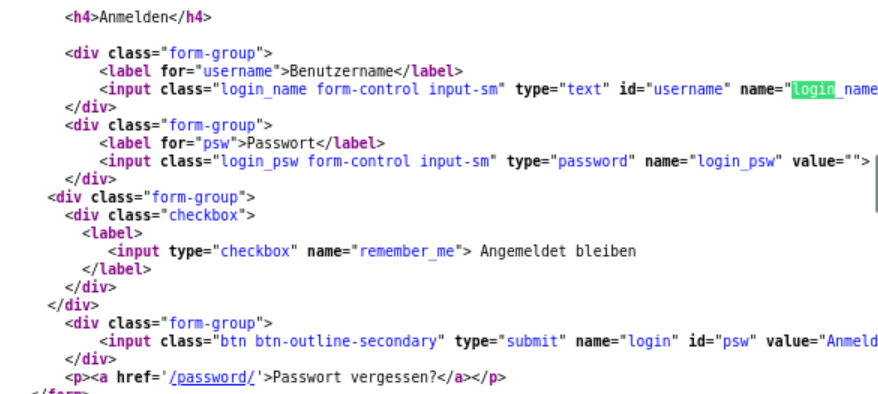 <h4>Anmelden</h4>
<div class="form-group">
<label for="username">Benutzername</label>
<input class="login_name form-control input-sm" type="text" id="username" name="login_name
</div>
<div class="form-group">
<label for="psw">Passwort</label>
<input class="login_psw form-control input-sm" type="password" name="login_psw" value="">
</div>
<div class="form-group">
<div class="checkbox">
<label>
<input type="checkbox" name="remember_me"> Angemeldet bleiben
</label>
</div>
</div>
<div class="form-group">
<input class="btn btn-outline-secondary" type="submit" name="login" id="psw" value="Anmeld
<p><a href='/password/'>Passwort vergessen?</a></p>
</form>